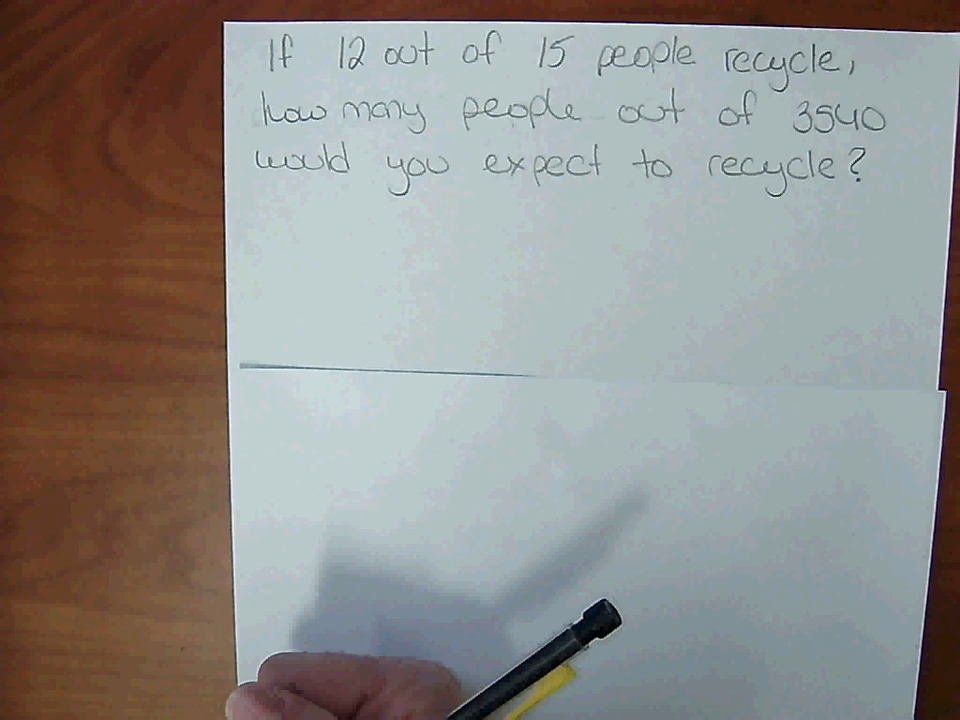 If 12 out of 15 people recycle,
how many people out of 3540
would you expect to recycle?